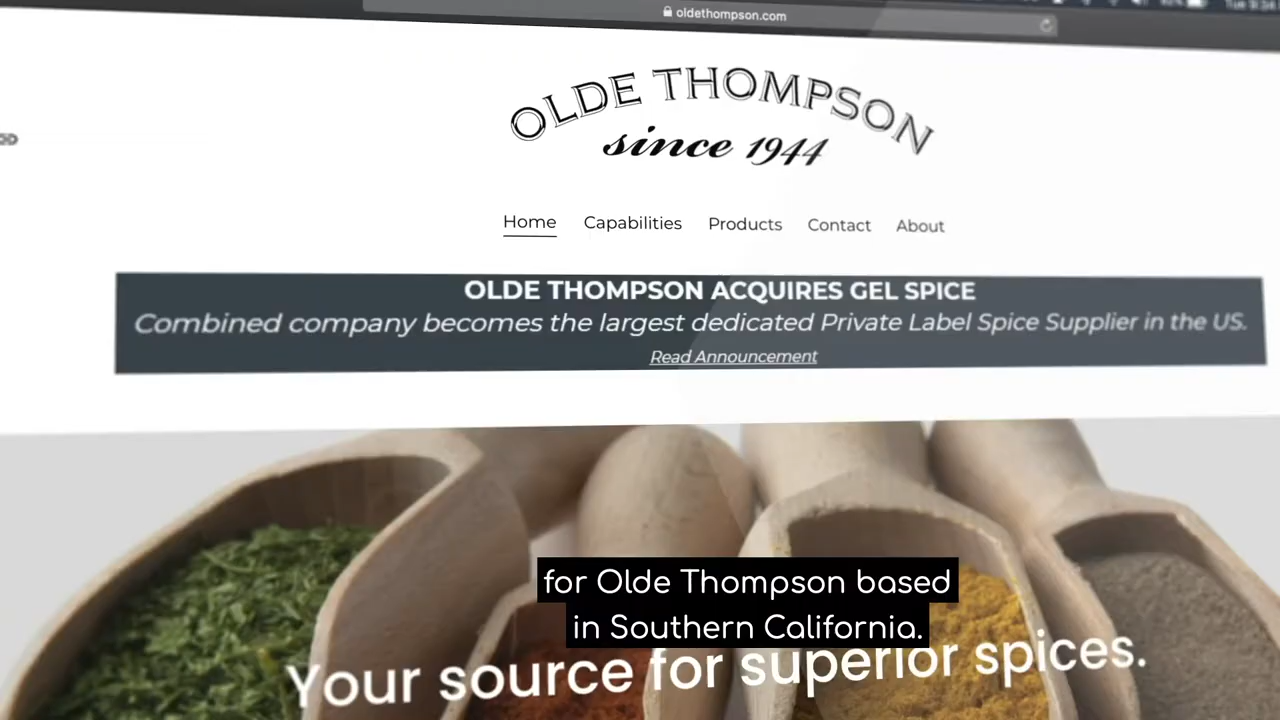 oldethompson.com
OLDE THOMPSON
since 1944
Home Capabilities Products Contact About
OLDE THOMPSON ACQUIRES GEL SPICE
Combined company becomes the largest dedicated Private Label Spice Supplier in the US.
Read Announcement
for Olde Thompson based
in Southern California.
Your source for superior spices.